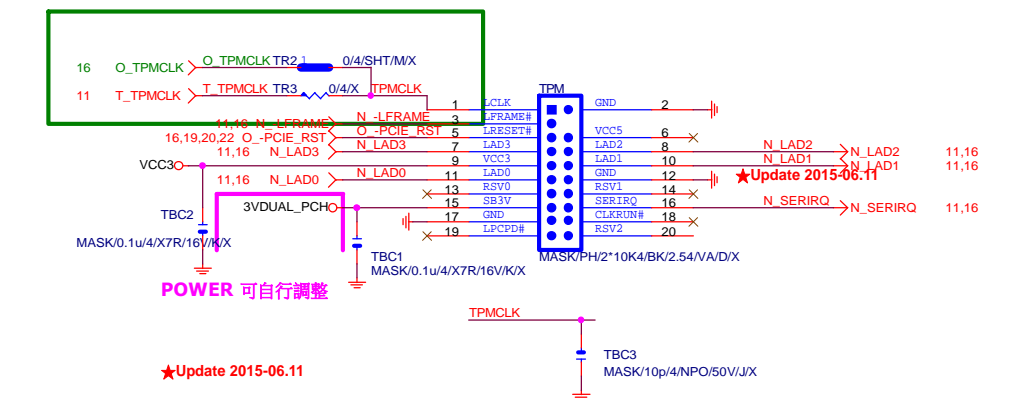 16 O_TPMCLK O_TPMCLK TR2 1 0/4/SHT/M/X
11 T_TPMCLK T_TPMCLK TR3 0/4/X TPMCLK
TPM
1 LCLK GND 2
11,16 N_-LFRAME N_-LFRAME 3 LFRAME#
16,19,20,22 O_-PCIE_RST O_-PCIE_RST 5 LRESET# VCC5 6
11,16 N_LAD3 N_LAD3 7 LAD3 LAD2 8 N_LAD2 N_LAD2 11,16
VCC3 9 VCC3 LAD1 10 N_LAD1 N_LAD1 11,16
11,16 N_LAD0 N_LAD0 11 LAD0 GND 12
★Update 2015-06.11
13 RSV0 RSV1 14
3VDUAL_PCH 15 SB3V SERIRQ 16 N_SERIRQ N_SERIRQ 11,16
17 GND CLKRUN# 18
19 LPCPD# RSV2 20
TBC2
MASK/0.1u/4/X7R/16V/K/X
TBC1
MASK/0.1u/4/X7R/16V/K/X
MASK/PH/2*10K4/BK/2.54/VA/D/X
POWER 可自行調整
TPMCLK
TBC3
MASK/10p/4/NPO/50V/J/X
★Update 2015-06.11